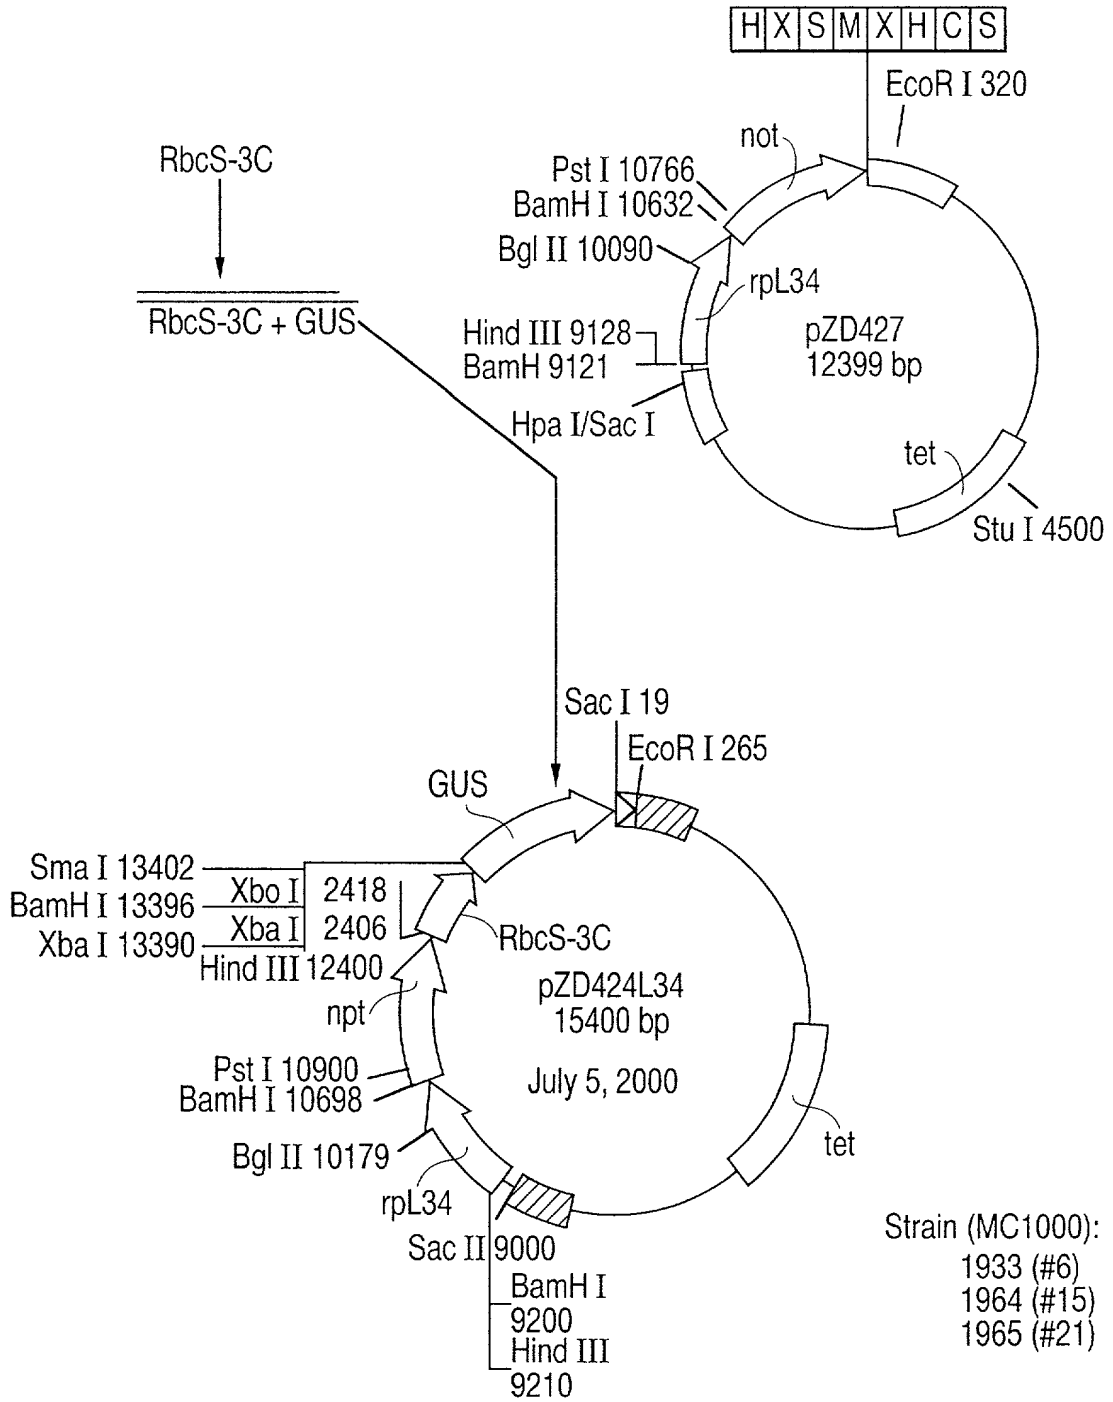 H X S M X H C S
EcoR I 320
not
Pst I 10766
BamH I 10632
Bgl II 10090
rpL34
pZD427
12399 bp
Hind III 9128
BamH 9121
Hpa I/Sac I
tet
Stu I 4500
RbcS-3C
RbcS-3C + GUS
Sac I 19
EcoR I 265
GUS
Sma I 13402
BamH I 13396
Xba I 13390
Xbo I 2418
Xba I 2406
Hind III 12400
RbcS-3C
npt
pZD424L34
15400 bp
July 5, 2000
Pst I 10900
BamH I 10698
Bgl II 10179
rpL34
tet
Sac II 9000
BamH I
9200
Hind III
9210
Strain (MC1000):
1933 (#6)
1964 (#15)
1965 (#21)